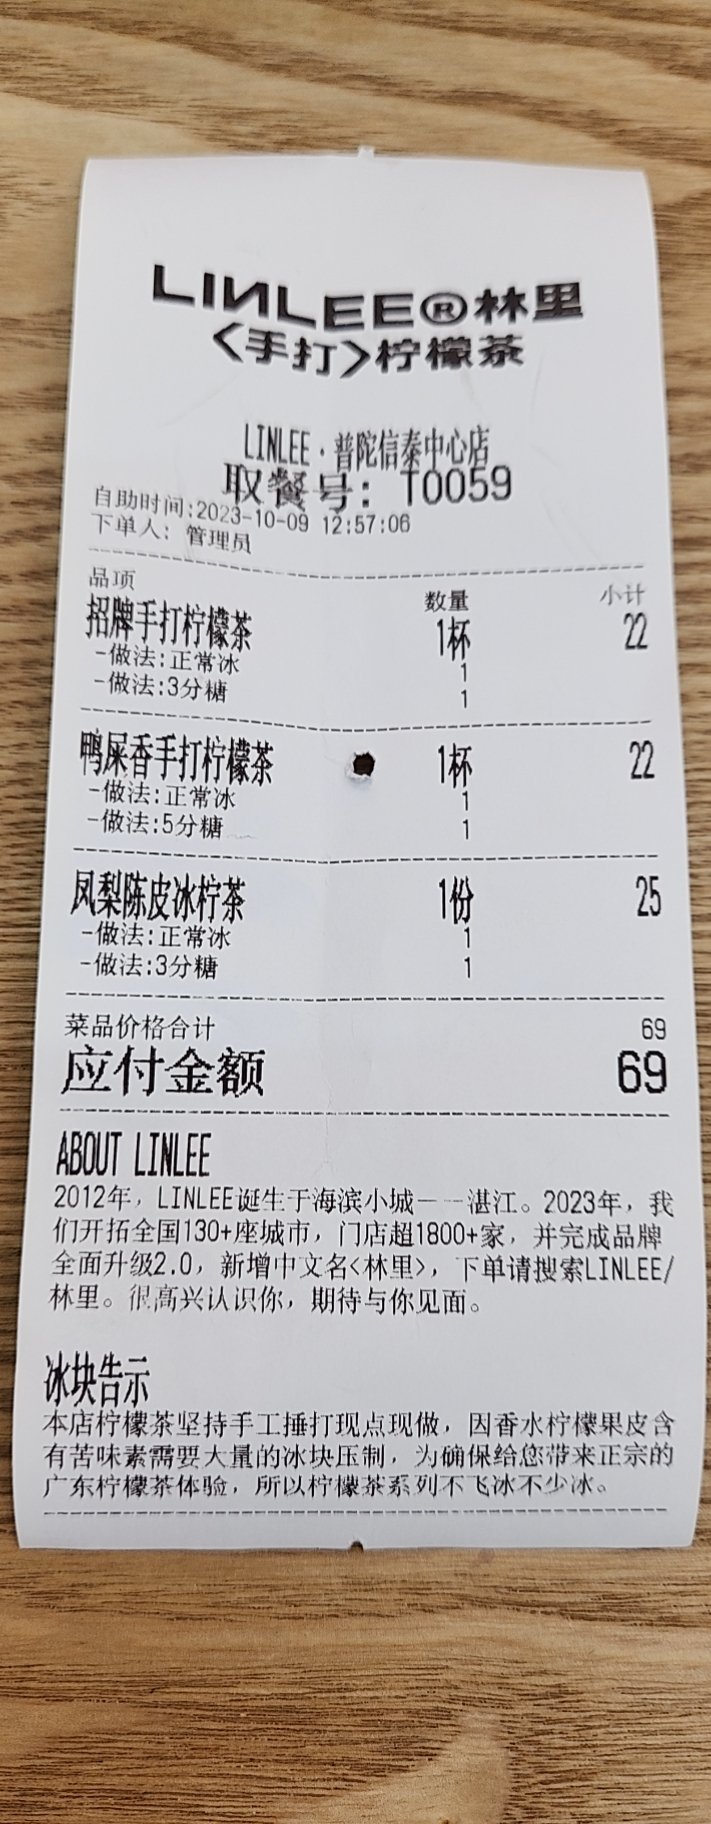 LINLEE®林里
<手打>柠檬茶
LINLEE·普陀信泰中心店
取餐号: T0059
自助时间:2023-10-09 12:57:06
下单人: 管理员
品项 数量 小计
招牌手打柠檬茶 1杯 22
-做法:正常冰 1
-做法:3分糖 1
鸭屎香手打柠檬茶 1杯 22
-做法:正常冰 1
-做法:5分糖 1
凤梨陈皮冰柠茶 1份 25
-做法:正常冰 1
-做法:3分糖 1
菜品价格合计 69
应付金额 69
ABOUT LINLEE
2012年，LINLEE诞生于海滨小城——湛江。2023年，我
们开拓全国130+座城市，门店超1800+家，并完成品牌
全面升级2.0，新增中文名<林里>，下单请搜索LINLEE/
林里。很高兴认识你，期待与你见面。
冰块告示
本店柠檬茶坚持手工捶打现点现做，因香水柠檬果皮含
有苦味素需要大量的冰块压制，为确保给您带来正宗的
广东柠檬茶体验，所以柠檬茶系列不飞冰不少冰。